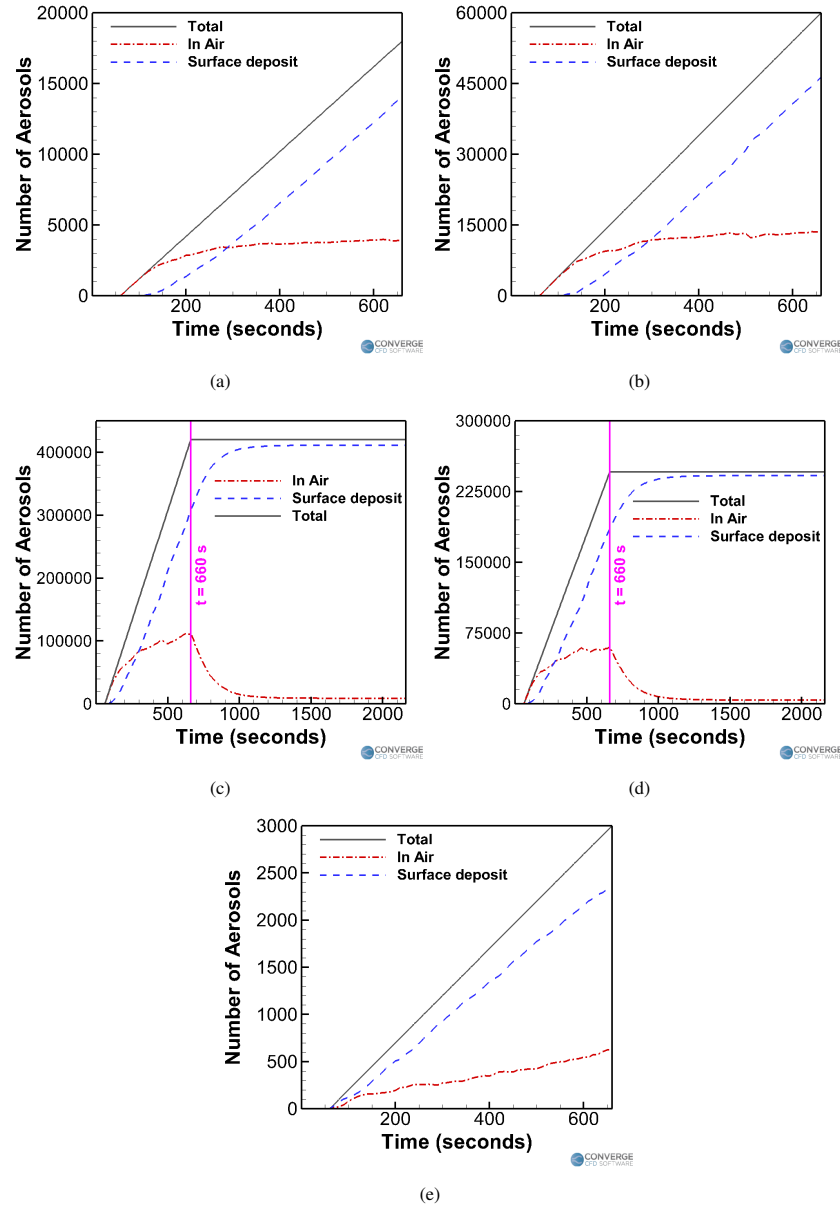 20000
15000
10000
5000
0
Number of Aerosols
Total
In Air
Surface deposit
200 400 600
Time (seconds)
CONVERGE
CFD SOFTWARE
(a)
60000
45000
30000
15000
0
Number of Aerosols
Total
In Air
Surface deposit
200 400 600
Time (seconds)
CONVERGE
CFD SOFTWARE
(b)
400000
300000
200000
100000
0
Number of Aerosols
In Air
Surface deposit
Total
t = 660 s
500 1000 1500 2000
Time (seconds)
CONVERGE
CFD SOFTWARE
(c)
300000
225000
150000
75000
0
Number of Aerosols
Total
In Air
Surface deposit
t = 660 s
500 1000 1500 2000
Time (seconds)
CONVERGE
CFD SOFTWARE
(d)
3000
2500
2000
1500
1000
500
0
Number of Aerosols
Total
In Air
Surface deposit
200 400 600
Time (seconds)
CONVERGE
CFD SOFTWARE
(e)